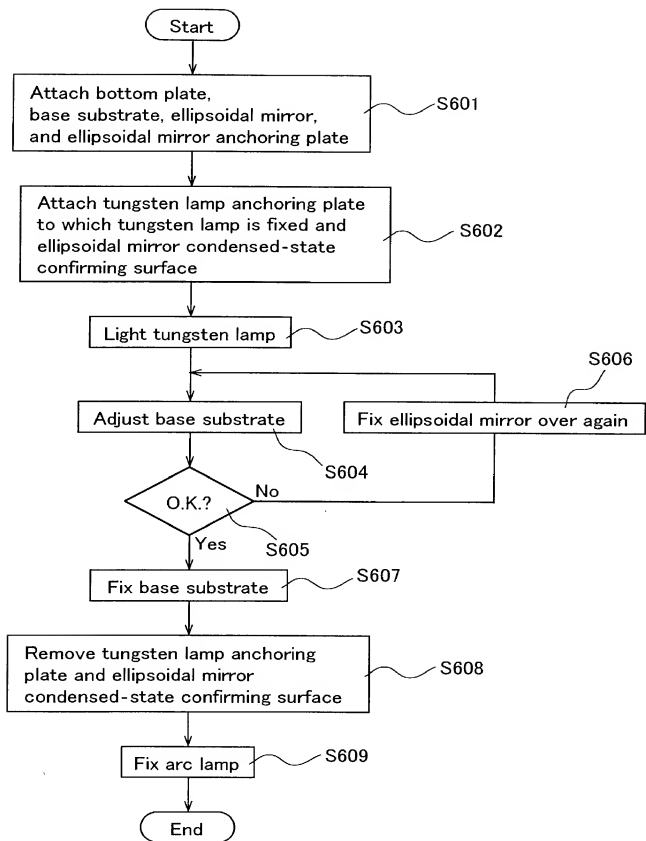 Start
Attach bottom plate,
base substrate, ellipsoidal mirror,
and ellipsoidal mirror anchoring plate
S601
Attach tungsten lamp anchoring plate
to which tungsten lamp is fixed and
ellipsoidal mirror condensed-state
confirming surface
S602
Light tungsten lamp
S603
S606
Adjust base substrate
Fix ellipsoidal mirror over again
S604
O.K.?
No
Yes
S605
Fix base substrate
S607
Remove tungsten lamp anchoring
plate and ellipsoidal mirror
condensed-state confirming surface
S608
Fix arc lamp
S609
End